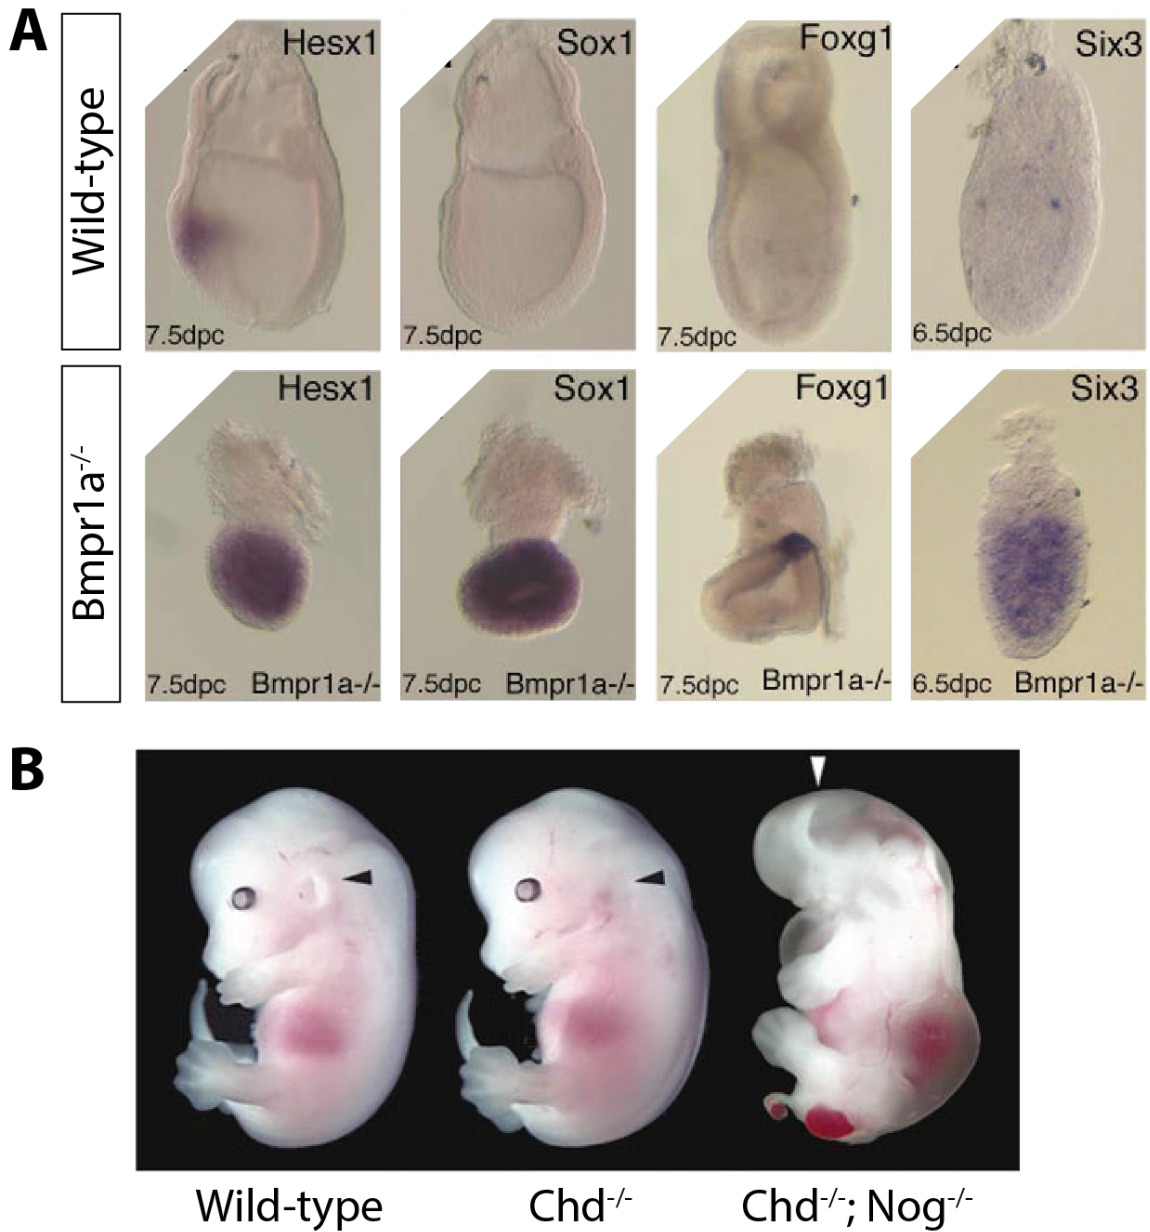 A
Wild-type
Hesx1
7.5dpc
Sox1
7.5dpc
Foxg1
7.5dpc
Six3
6.5dpc
Bmpr1a-/-
Hesx1
7.5dpc Bmpr1a-/-
Sox1
7.5dpc Bmpr1a-/-
Foxg1
7.5dpc Bmpr1a-/-
Six3
6.5dpc Bmpr1a-/-
B
Wild-type
Chd-/-
Chd-/-; Nog-/-